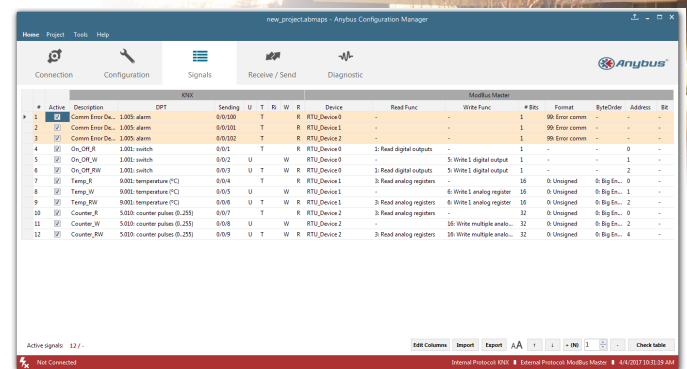 new_project.abmaps - Anybus Configuration Manager
Home Project Tools Help
Connection Configuration Signals Receive / Send Diagnostic
Anybus
KNX ModBus Master
# Active Description DPT Sending U T Ri W R Device Read Func Write Func # Bits Format ByteOrder Address Bit
1 Comm Error De... 1.005: alarm 0/0/100 T R RTU_Device 0 - - 1 99: Error comm - - -
2 Comm Error De... 1.005: alarm 0/0/101 T R RTU_Device 1 - - 1 99: Error comm - - -
3 Comm Error De... 1.005: alarm 0/0/102 T R RTU_Device 2 - - 1 99: Error comm - - -
4 On_Off_R 1.001: switch 0/0/1 T R RTU_Device 0 1: Read digital outputs - 1 - - 0 -
5 On_Off_W 1.001: switch 0/0/2 U W RTU_Device 0 - 5: Write 1 digital output 1 - - 1 -
6 On_Off_RW 1.001: switch 0/0/3 U T W R RTU_Device 0 1: Read digital outputs 5: Write 1 digital output 1 - - 2 -
7 Temp_R 9.001: temperature (°C) 0/0/4 T R RTU_Device 1 3: Read analog registers - 16 0: Unsigned 0: Big En... 0 -
8 Temp_W 9.001: temperature (°C) 0/0/5 U W RTU_Device 1 - 6: Write 1 analog register 16 0: Unsigned 0: Big En... 1 -
9 Temp_RW 9.001: temperature (°C) 0/0/6 U T W R RTU_Device 1 3: Read analog registers 6: Write 1 analog register 16 0: Unsigned 0: Big En... 2 -
10 Counter_R 5.010: counter pulses (0..255) 0/0/7 T R RTU_Device 2 3: Read analog registers - 32 0: Unsigned 0: Big En... 0 -
11 Counter_W 5.010: counter pulses (0..255) 0/0/8 U W RTU_Device 2 - 16: Write multiple analo... 32 0: Unsigned 0: Big En... 2 -
12 Counter_RW 5.010: counter pulses (0..255) 0/0/9 U T W R RTU_Device 2 3: Read analog registers 16: Write multiple analo... 32 0: Unsigned 0: Big En... 4 -
Active signals: 12 / - Edit Columns Import Export AA ↑ ↓ + (N) 1 - Check table
Not Connected Internal Protocol: KNX External Protocol: ModBus Master 4/4/2017 10:31:19 AM